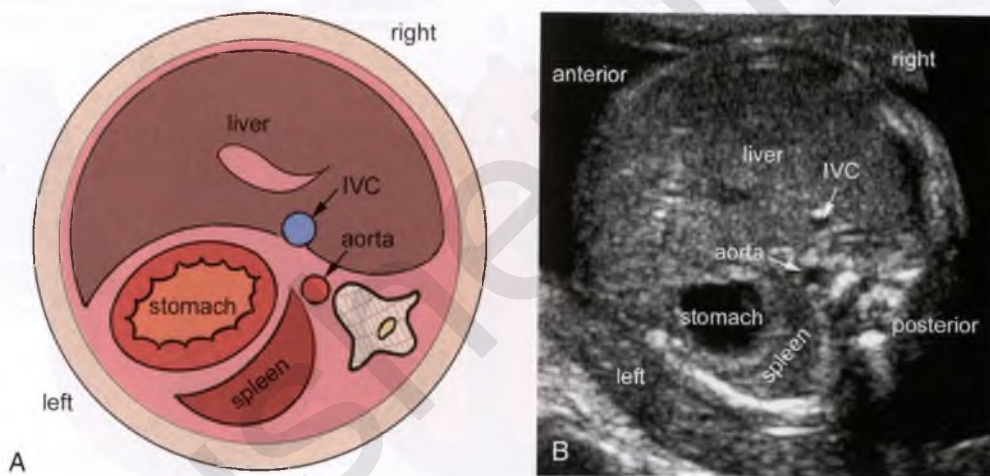 right
liver
IVC
aorta
stomach
spleen
left
A
anterior
right
liver
IVC
aorta
stomach
spleen
posterior
left
B